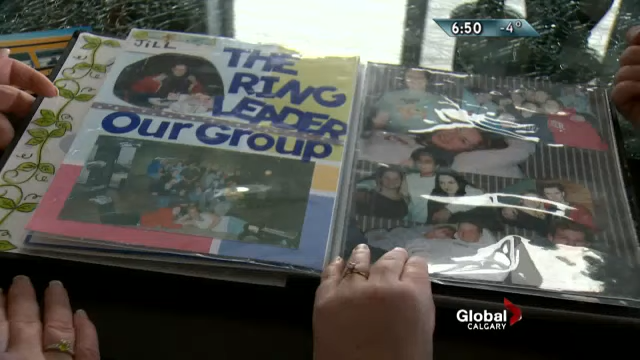 6:50 -4°
JILL
THE
RING
LEADER
Our Group
Global
CALGARY